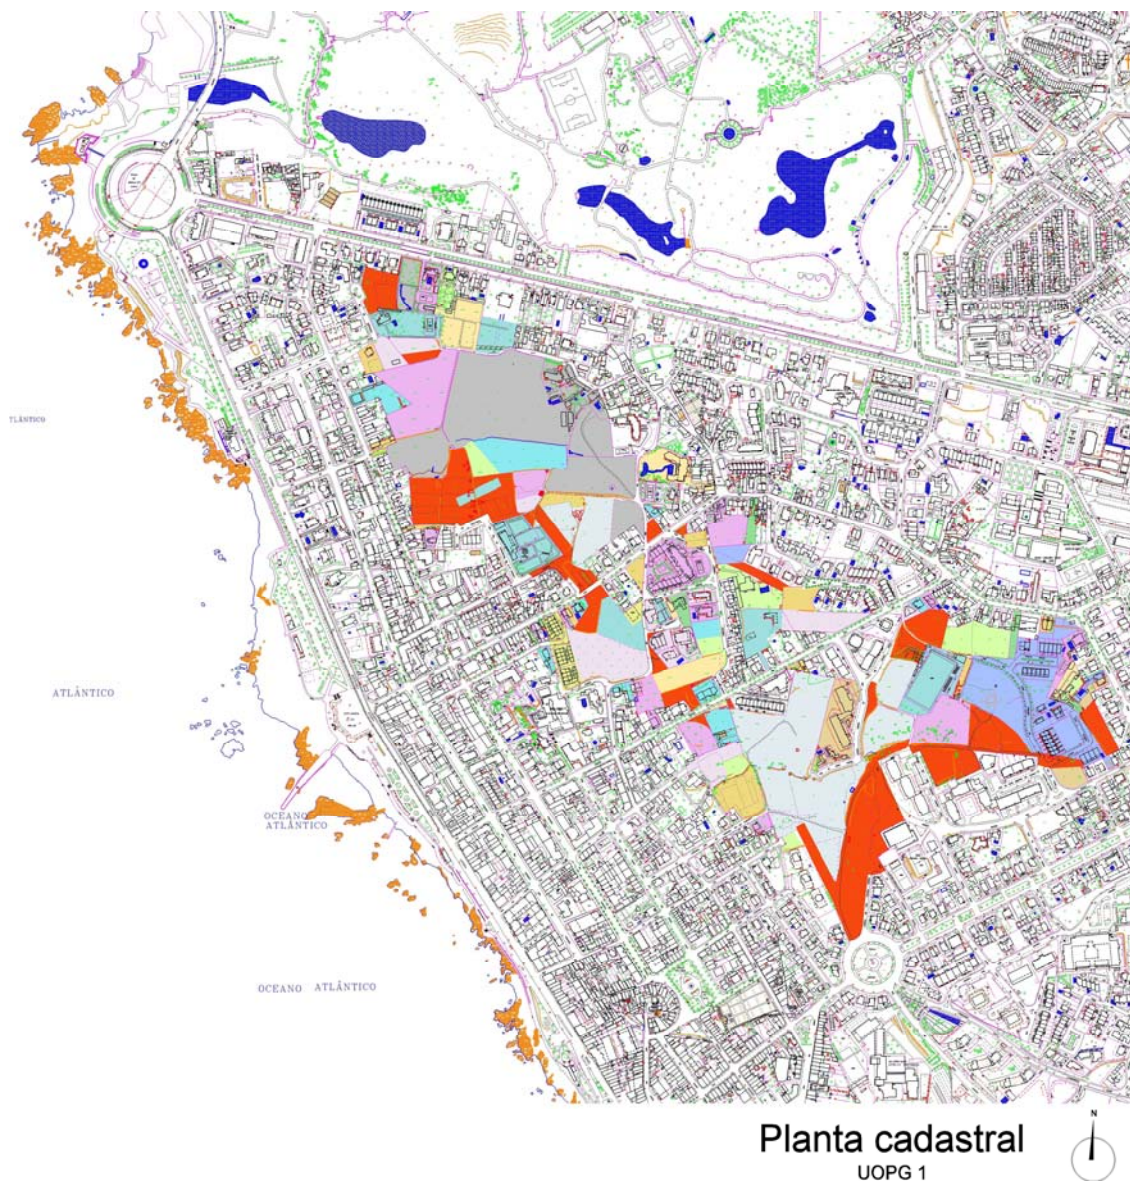 TLÂNTICO
ATLÂNTICO
OCEANO
ATLÂNTICO
OCEANO ATLÂNTICO
Planta cadastral
UOPG 1
N